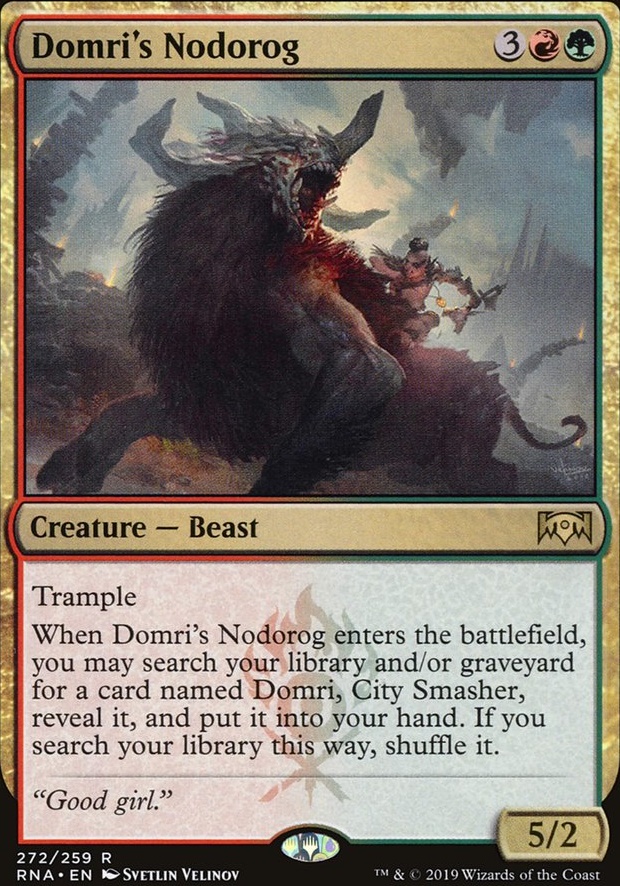 Domri's Nodorog 3
Creature — Beast
Trample
When Domri's Nodorog enters the battlefield,
you may search your library and/or graveyard
for a card named Domri, City Smasher,
reveal it, and put it into your hand. If you
search your library this way, shuffle it.
“Good girl.”
5/2
272/259 R
RNA • EN Svetlin Velinov ™ & © 2019 Wizards of the Coast